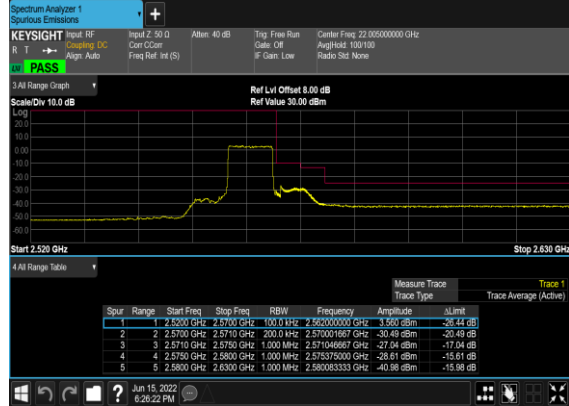 Spectrum Analyzer 1
Spurious Emissions
KEYSIGHT Input: RF Input Z: 50 Ω Atten: 40 dB Trig: Free Run Center Freq: 22.005000000 GHz
R T Coupling: DC Corr CCorr Gate: Off Avg|Hold: 100/100
Align: Auto Freq Ref: Int (S) IF Gain: Low Radio Std: None
LU PASS
3 All Range Graph Ref Lvl Offset 8.00 dB
Scale/Div 10.0 dB Ref Value 30.00 dBm
Log
20.0
10.0
0.00
-10.0
-20.0
-30.0
-40.0
-50.0
-60.0
Start 2.520 GHz Stop 2.630 GHz
4 All Range Table
Measure Trace Trace 1
Trace Type Trace Average (Active)
Spur Range Start Freq Stop Freq RBW Frequency Amplitude ΔLimit
1 1 2.5200 GHz 2.5700 GHz 100.0 kHz 2.562000000 GHz 3.560 dBm -26.44 dB
2 2 2.5700 GHz 2.5710 GHz 200.0 kHz 2.570001667 GHz -30.49 dBm -20.49 dB
3 3 2.5710 GHz 2.5750 GHz 1.000 MHz 2.571046667 GHz -27.04 dBm -17.04 dB
4 4 2.5750 GHz 2.5800 GHz 1.000 MHz 2.575375000 GHz -28.61 dBm -15.61 dB
5 5 2.5800 GHz 2.6300 GHz 1.000 MHz 2.580083333 GHz -40.98 dBm -15.98 dB
? Jun 15, 2022
6:26:22 PM